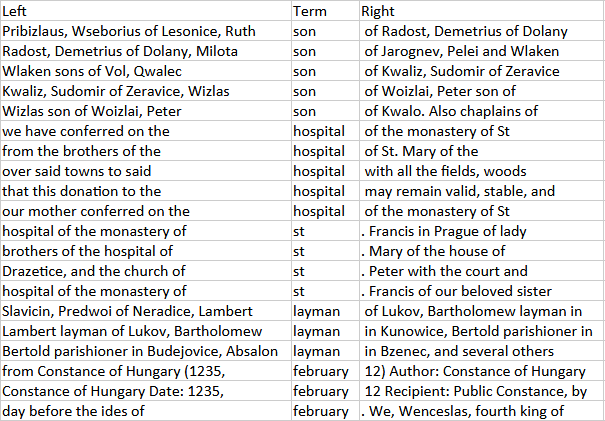 Left Term Right
Pribizlaus, Wseborius of Lesonice, Ruth son of Radost, Demetrius of Dolany
Radost, Demetrius of Dolany, Milota son of Jarognev, Pelei and Wlaken
Wlaken sons of Vol, Qwalec son of Kwaliz, Sudomir of Zeravice
Kwaliz, Sudomir of Zeravice, Wizlas son of Woizlai, Peter son of
Wizlas son of Woizlai, Peter son of Kwalo. Also chaplains of
we have conferred on the hospital of the monastery of St
from the brothers of the hospital of St. Mary of the
over said towns to said hospital with all the fields, woods
that this donation to the hospital may remain valid, stable, and
our mother conferred on the hospital of the monastery of St
hospital of the monastery of st . Francis in Prague of lady
brothers of the hospital of st . Mary of the house of
Drazetice, and the church of st . Peter with the court and
hospital of the monastery of st . Francis of our beloved sister
Slavicin, Predwoi of Neradice, Lambert layman of Lukov, Bartholomew layman in
Lambert layman of Lukov, Bartholomew layman in Kunowice, Bertold parishioner in
Bertold parishioner in Budejovice, Absalon layman in Bzenec, and several others
from Constance of Hungary (1235, february 12) Author: Constance of Hungary
Constance of Hungary Date: 1235, february 12 Recipient: Public Constance, by
day before the ides of february . We, Wenceslas, fourth king of